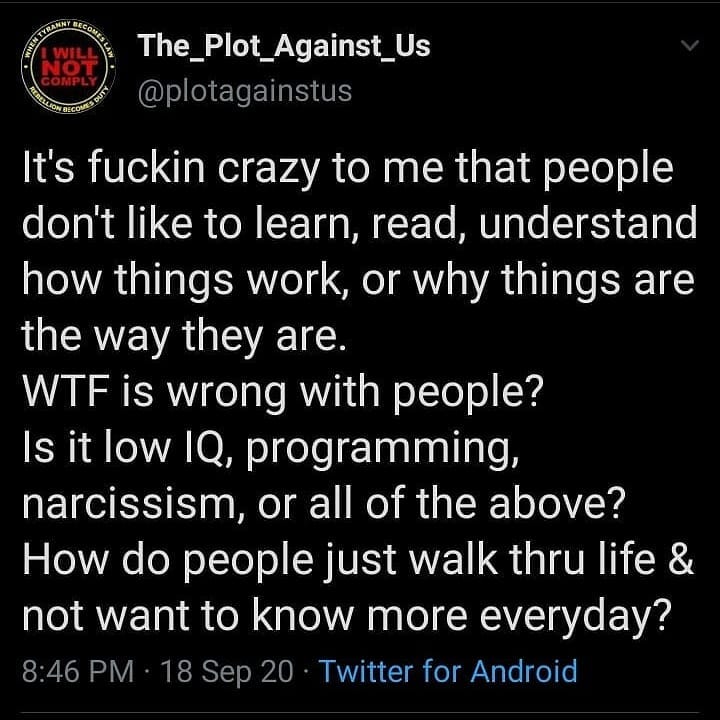 WHEN TYRANNY BECOMES LAW
I WILL
NOT
COMPLY
REBELLION BECOMES DUTY
The_Plot_Against_Us
@plotagainstus
It's fuckin crazy to me that people
don't like to learn, read, understand
how things work, or why things are
the way they are.
WTF is wrong with people?
Is it low IQ, programming,
narcissism, or all of the above?
How do people just walk thru life &
not want to know more everyday?
8:46 PM · 18 Sep 20 · Twitter for Android